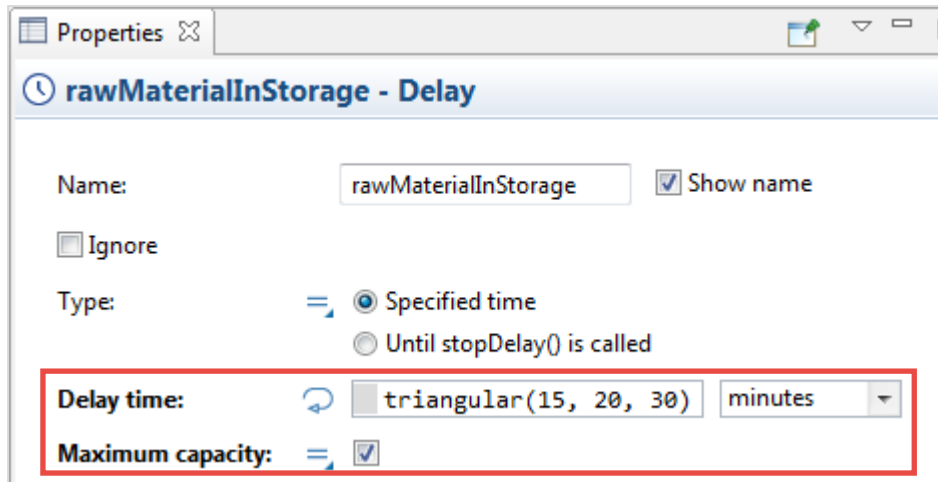 Properties
rawMaterialInStorage - Delay
Name: rawMaterialInStorage Show name
Ignore
Type: Specified time
Until stopDelay() is called
Delay time: triangular(15, 20, 30) minutes
Maximum capacity: